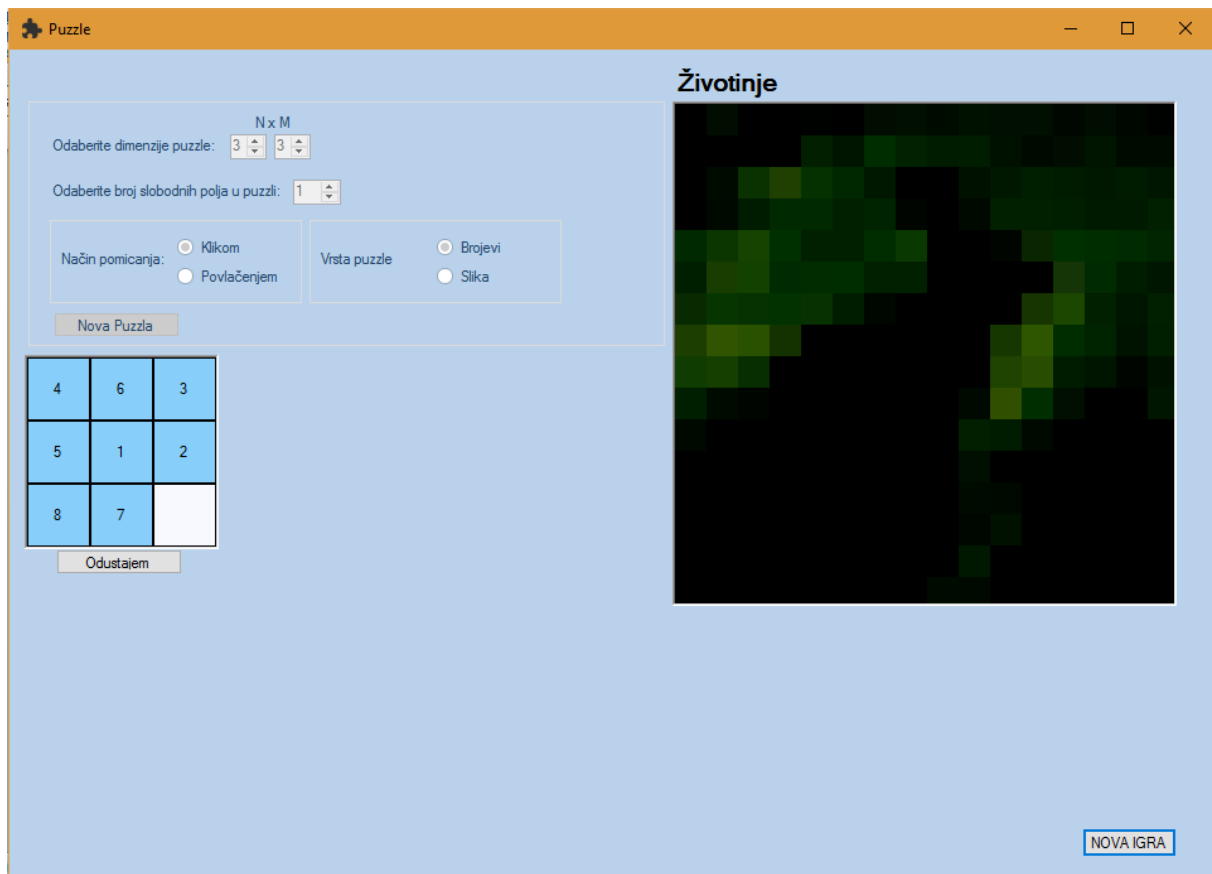 Puzzle
Životinje
N x M
Odaberite dimenzije puzzle: 3 3
Odaberite broj slobodnih polja u puzzli: 1
Način pomicanja:
Klikom
Povlačenjem
Vrsta puzzle
Brojevi
Slika
Nova Puzzla
4 6 3
5 1 2
8 7
Odustajem
NOVA IGRA